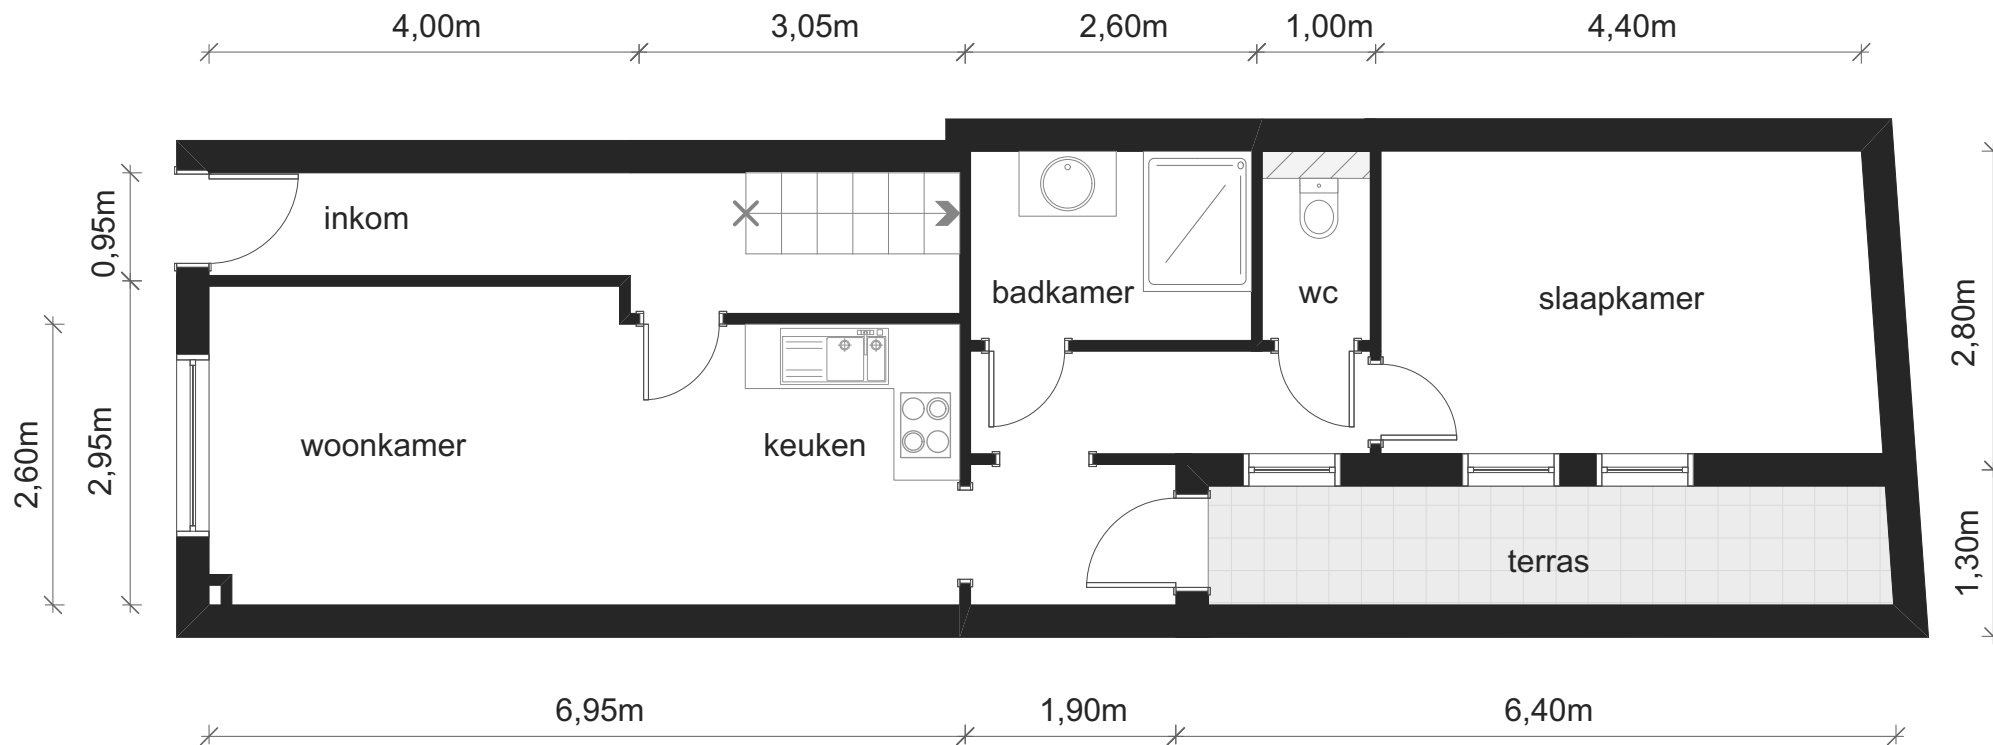 4,00m 3,05m 2,60m 1,00m 4,40m
0,95m
inkom
badkamer
wc
slaapkamer
2,80m
2,60m
2,95m
woonkamer
keuken
terras
1,30m
6,95m 1,90m 6,40m